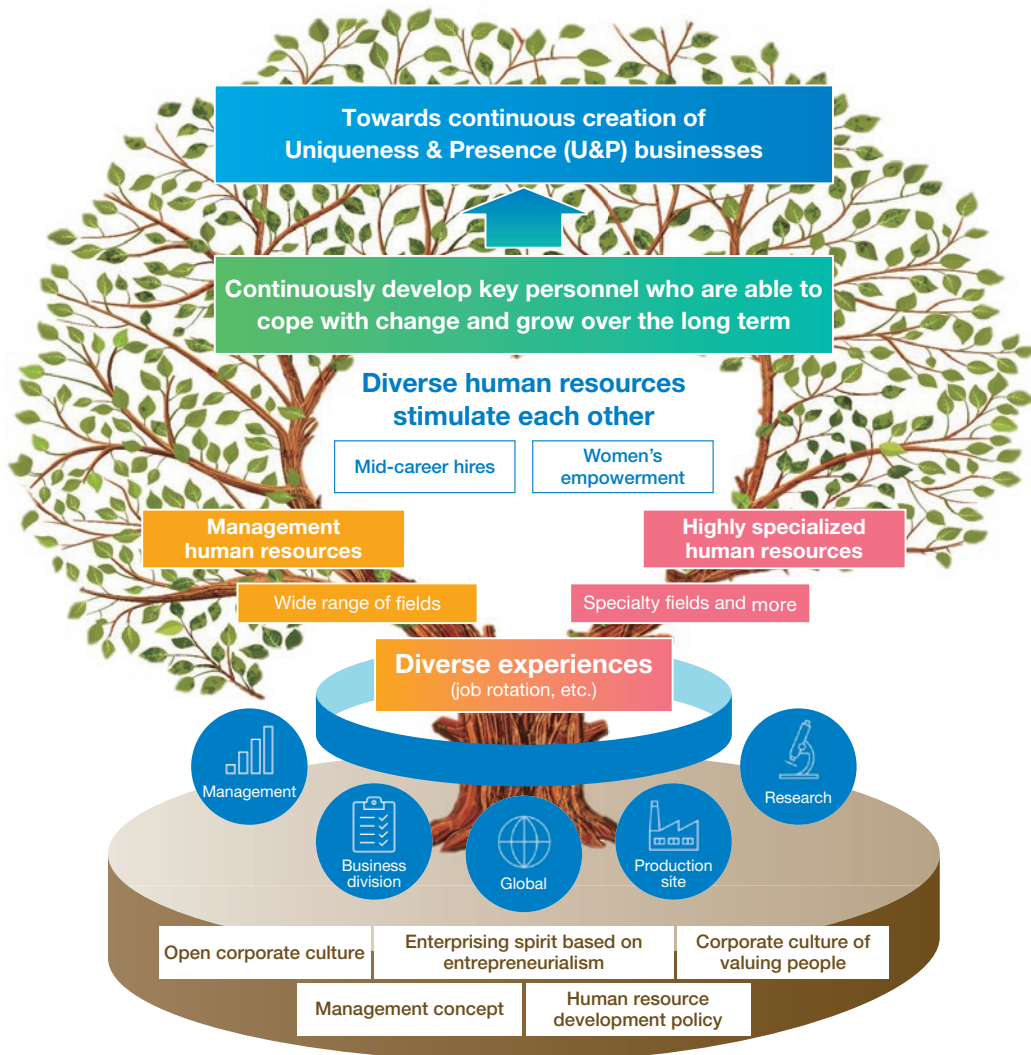 Towards continuous creation of
Uniqueness & Presence (U&P) businesses
Continuously develop key personnel who are able to
cope with change and grow over the long term
Diverse human resources
stimulate each other
Mid-career hires
Women’s
empowerment
Management
human resources
Highly specialized
human resources
Wide range of fields
Specialty fields and more
Diverse experiences
(job rotation, etc.)
Management
Research
Business
division
Global
Production
site
Open corporate culture
Enterprising spirit based on
entrepreneurialism
Corporate culture of
valuing people
Management concept
Human resource
development policy